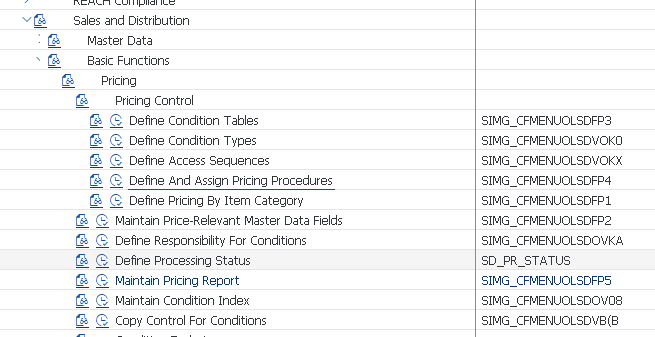 REACH Compliance
Sales and Distribution
Master Data
Basic Functions
Pricing
Pricing Control
Define Condition Tables SIMG_CFMENUOLSDFP3
Define Condition Types SIMG_CFMENUOLSDVOK0
Define Access Sequences SIMG_CFMENUOLSDVOKX
Define And Assign Pricing Procedures SIMG_CFMENUOLSDFP4
Define Pricing By Item Category SIMG_CFMENUOLSDFP1
Maintain Price-Relevant Master Data Fields SIMG_CFMENUOLSDFP2
Define Responsibility For Conditions SIMG_CFMENUOLSDOVKA
Define Processing Status SD_PR_STATUS
Maintain Pricing Report SIMG_CFMENUOLSDFP5
Maintain Condition Index SIMG_CFMENUOLSDOV08
Copy Control For Conditions SIMG_CFMENUOLSDVB(B